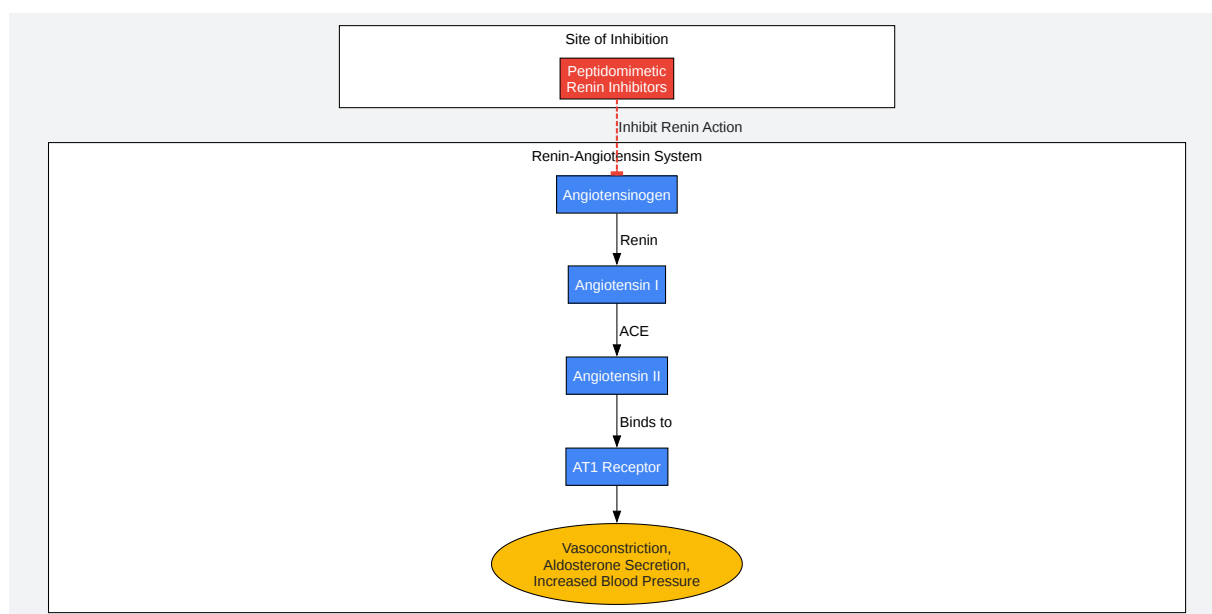 Site of Inhibition
Peptidomimetic
Renin Inhibitors
Inhibit Renin Action
Renin-Angiotensin System
Angiotensinogen
Renin
Angiotensin I
ACE
Angiotensin II
Binds to
AT1 Receptor
Vasoconstriction,
Aldosterone Secretion,
Increased Blood Pressure